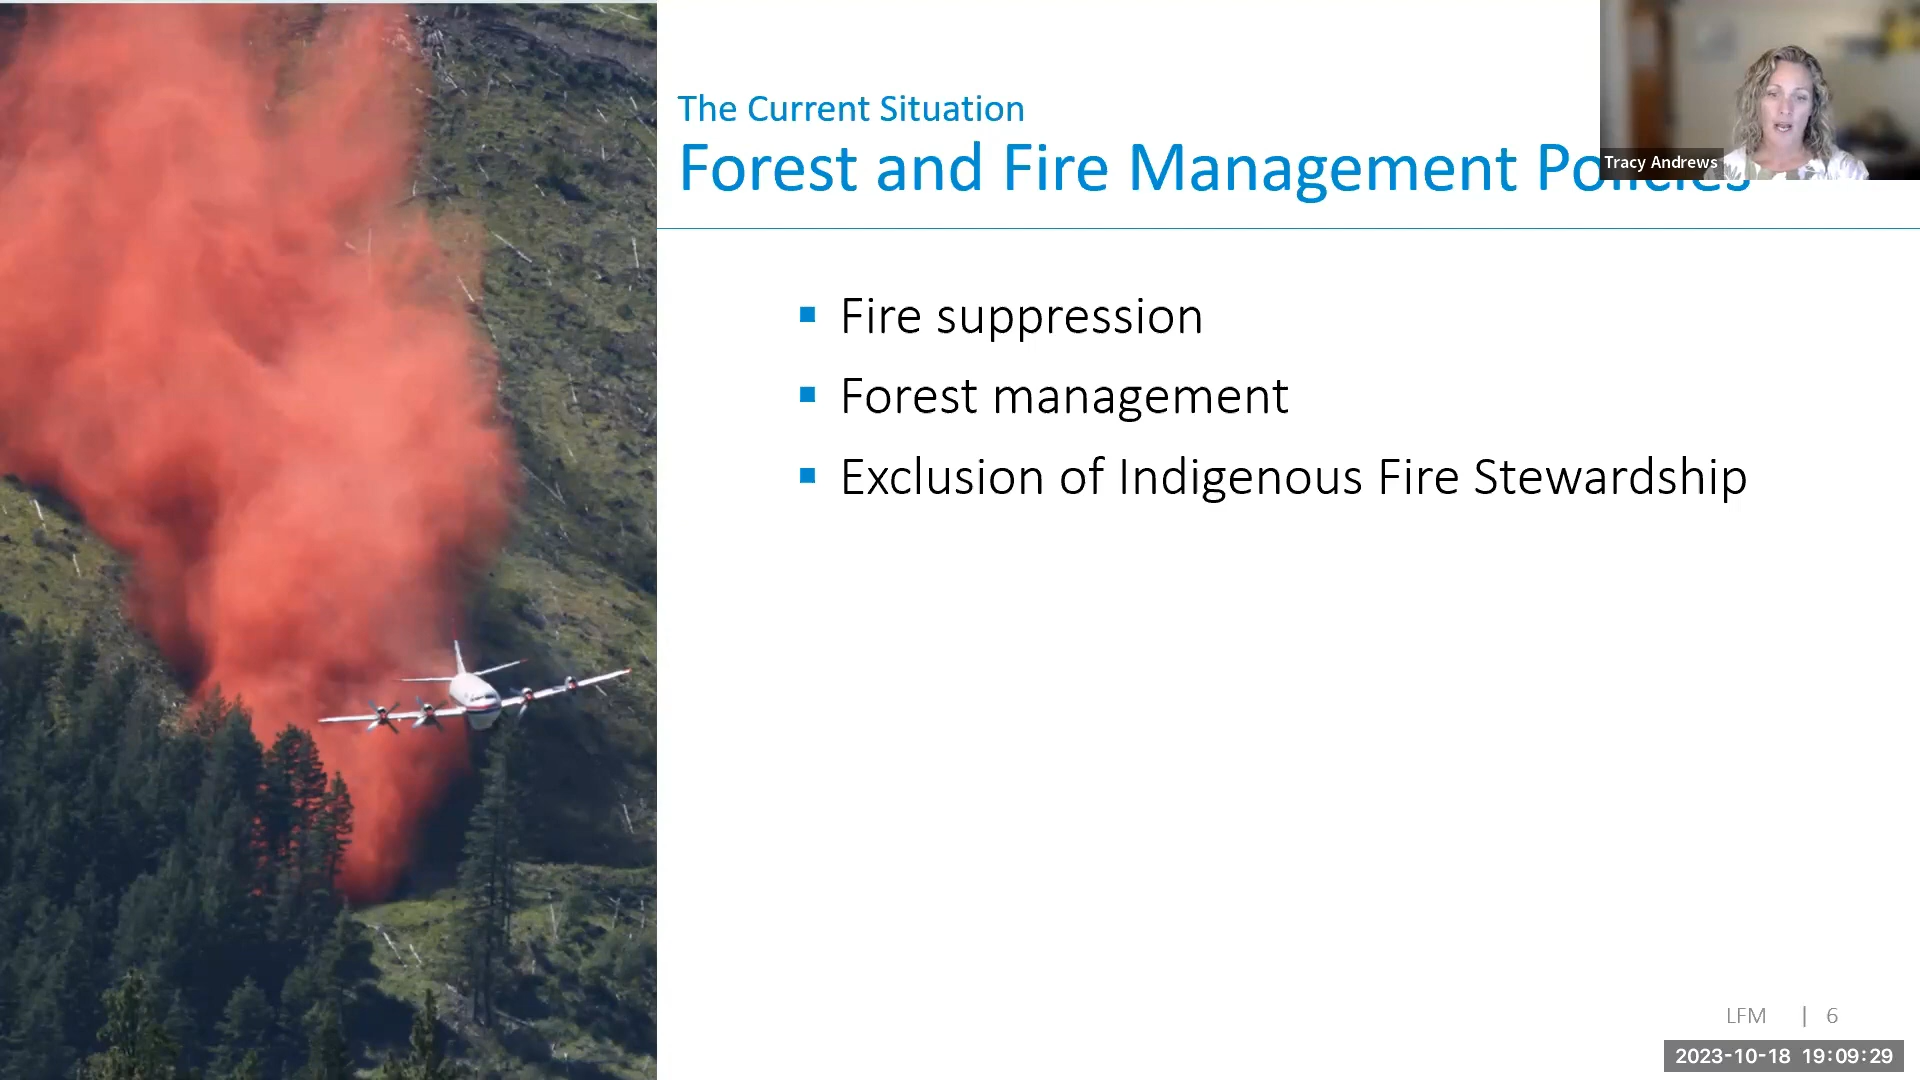 The Current Situation
Forest and Fire Management Policies
Tracy Andrews
Fire suppression
Forest management
Exclusion of Indigenous Fire Stewardship
LFM | 6
2023-10-18 19:09:29